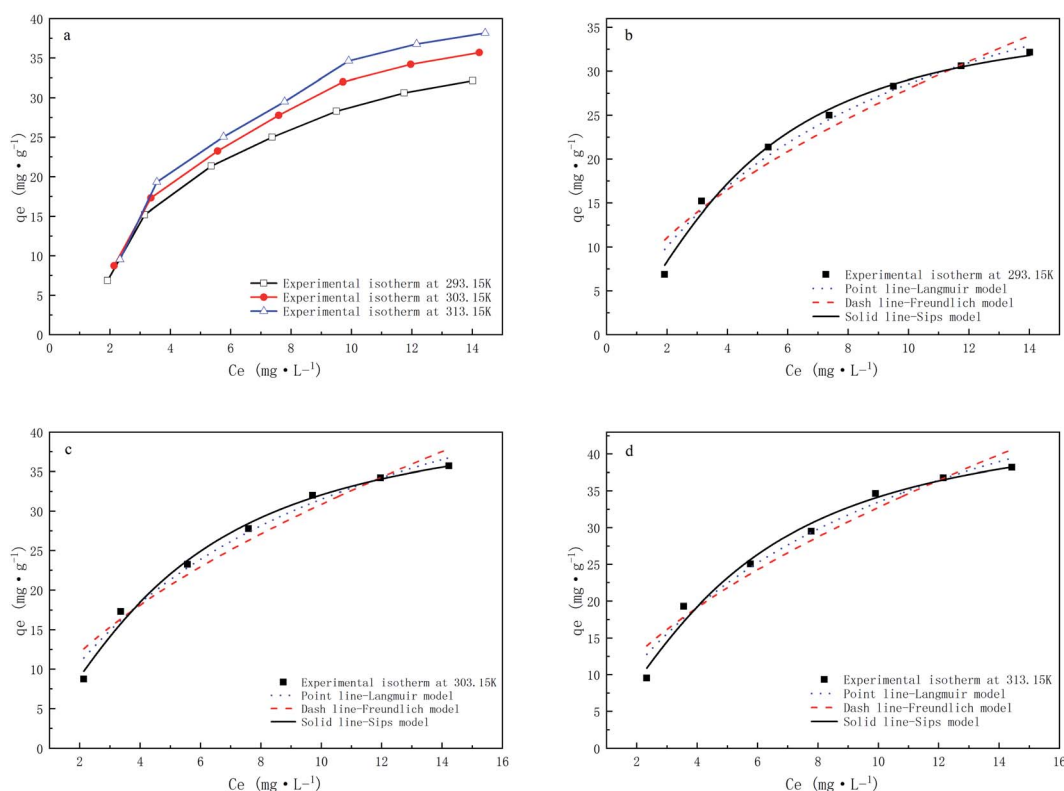 a
40
35
30
25
20
15
10
5
0
qe (mg·g⁻¹)
Experimental isotherm at 293.15K
Experimental isotherm at 303.15K
Experimental isotherm at 313.15K
0 2 4 6 8 10 12 14
Ce (mg·L⁻¹)
b
35
30
25
20
15
10
5
0
qe (mg·g⁻¹)
Experimental isotherm at 293.15K
Point line-Langmuir model
Dash line-Freundlich model
Solid line-Sips model
0 2 4 6 8 10 12 14
Ce (mg·L⁻¹)
c
40
35
30
25
20
15
10
5
0
qe (mg·g⁻¹)
Experimental isotherm at 303.15K
Point line-Langmuir model
Dash line-Freundlich model
Solid line-Sips model
0 2 4 6 8 10 12 14 16
Ce (mg·L⁻¹)
d
40
35
30
25
20
15
10
5
0
qe (mg·g⁻¹)
Experimental isotherm at 313.15K
Point line-Langmuir model
Dash line-Freundlich model
Solid line-Sips model
0 2 4 6 8 10 12 14 16
Ce (mg·L⁻¹)